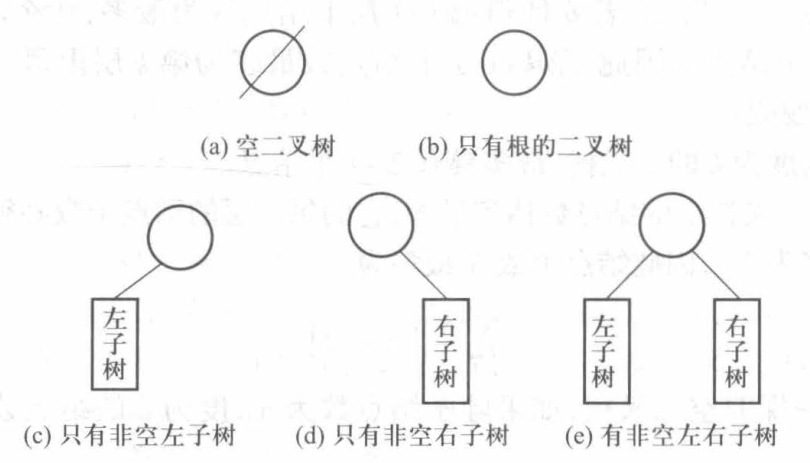 (a) 空二叉树
(b) 只有根的二叉树
左子树
右子树
左子树
右子树
(c) 只有非空左子树
(d) 只有非空右子树
(e) 有非空左右子树